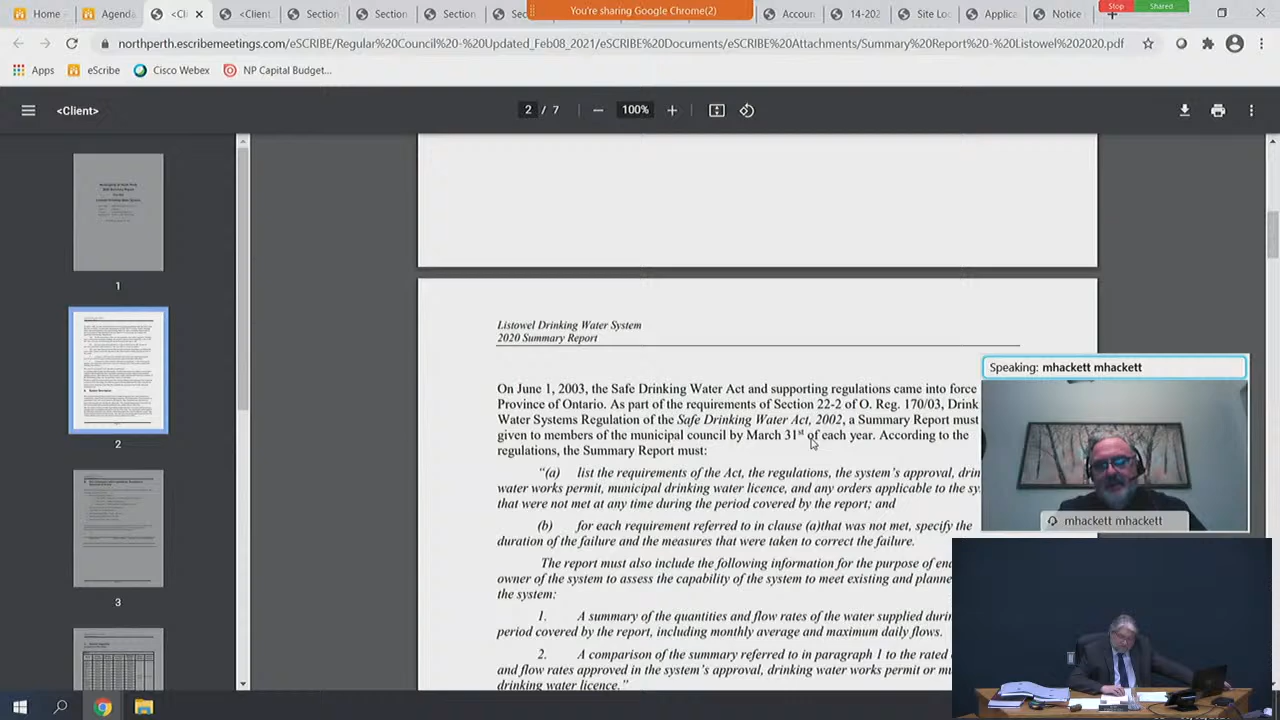 Home
Agenda
<Cli
<Client
Section
Section
Section
Sec
You're sharing Google Chrome(2)
Accoun
14-202
Site Loc
Applica
Notice
Stop
Shared
northperth.escribemeetings.com/eSCRIBE/Regular%20Council%20-%20Updated_Feb08_2021/eSCRIBE%20Documents/eSCRIBE%20Attachments/Summary%20Report%20-%20Listowel%202020.pdf
Apps
eScribe
Cisco Webex
NP Capital Budget...
<Client>
2 / 7
100%
1
2
3
Listowel Drinking Water System
2020 Summary Report
On June 1, 2003, the Safe Drinking Water Act and supporting regulations came into force
Province of Ontario. As part of the requirements of Section 22-2 of O. Reg. 170/03, Drink
Water Systems Regulation of the Safe Drinking Water Act, 2002, a Summary Report must
given to members of the municipal council by March 31st of each year. According to the
regulations, the Summary Report must:
"(a) list the requirements of the Act, the regulations, the system's approval, drin
water works permit, municipal drinking water licence, and any orders applicable to the sy
that were not met at any time during the period covered by the report; and
(b) for each requirement referred to in clause (a)that was not met, specify the
duration of the failure and the measures that were taken to correct the failure.
The report must also include the following information for the purpose of ena
owner of the system to assess the capability of the system to meet existing and planne
the system:
1. A summary of the quantities and flow rates of the water supplied durin
period covered by the report, including monthly average and maximum daily flows.
2. A comparison of the summary referred to in paragraph 1 to the rated
and flow rates approved in the system's approval, drinking water works permit or mu
drinking water licence."
Speaking: mhackett mhackett
mhackett mhackett